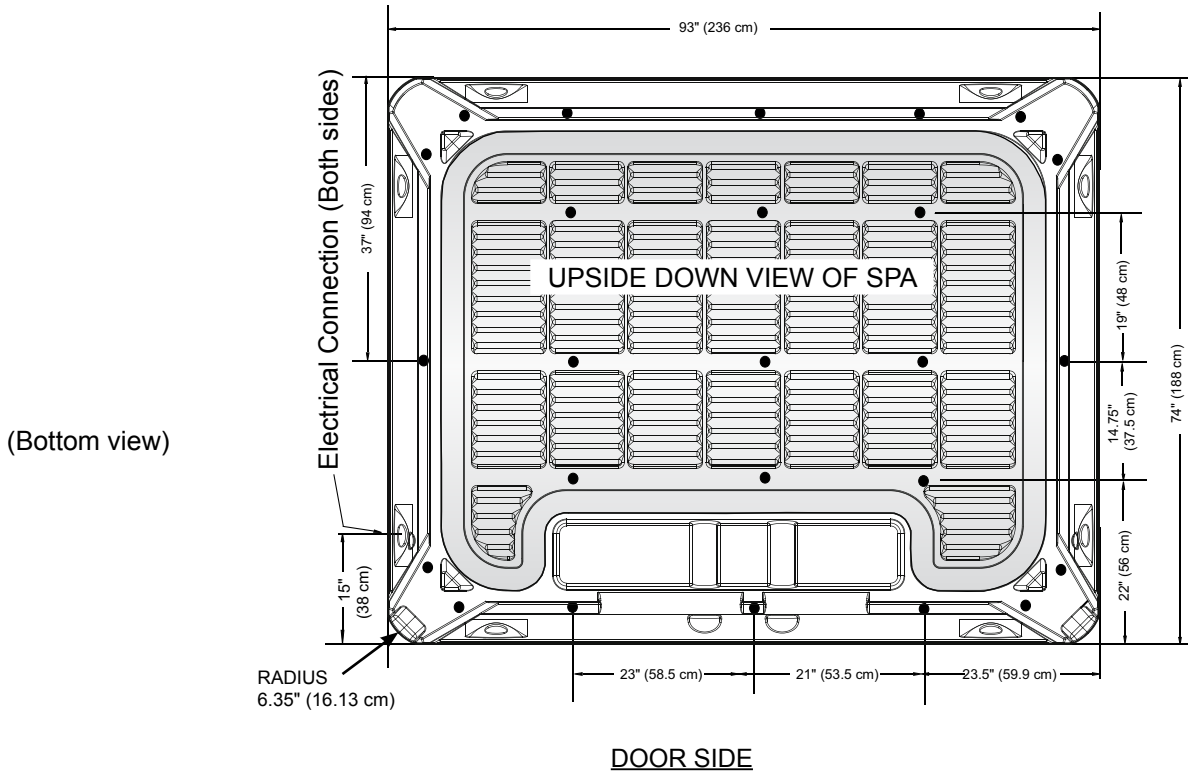 93" (236 cm)
Electrical Connection (Both sides)
37" (94 cm)
UPSIDE DOWN VIEW OF SPA
19" (48 cm)
74" (188 cm)
14.75"
(37.5 cm)
(Bottom view)
15"
(38 cm)
22" (56 cm)
RADIUS
6.35" (16.13 cm)
23" (58.5 cm)
21" (53.5 cm)
23.5" (59.9 cm)
DOOR SIDE